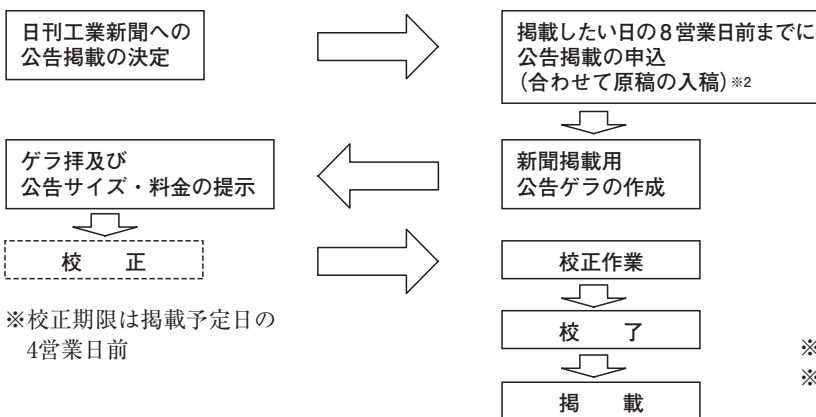 日刊工業新聞への
公告掲載の決定
掲載したい日の8営業日前までに
公告掲載の申込
(合わせて原稿の入稿)※2
ゲラ拝及び
公告サイズ・料金の提示
新聞掲載用
公告ゲラの作成
校　　正
校正作業
※校正期限は掲載予定日の
4営業日前
校　　了
掲　　載
※
※